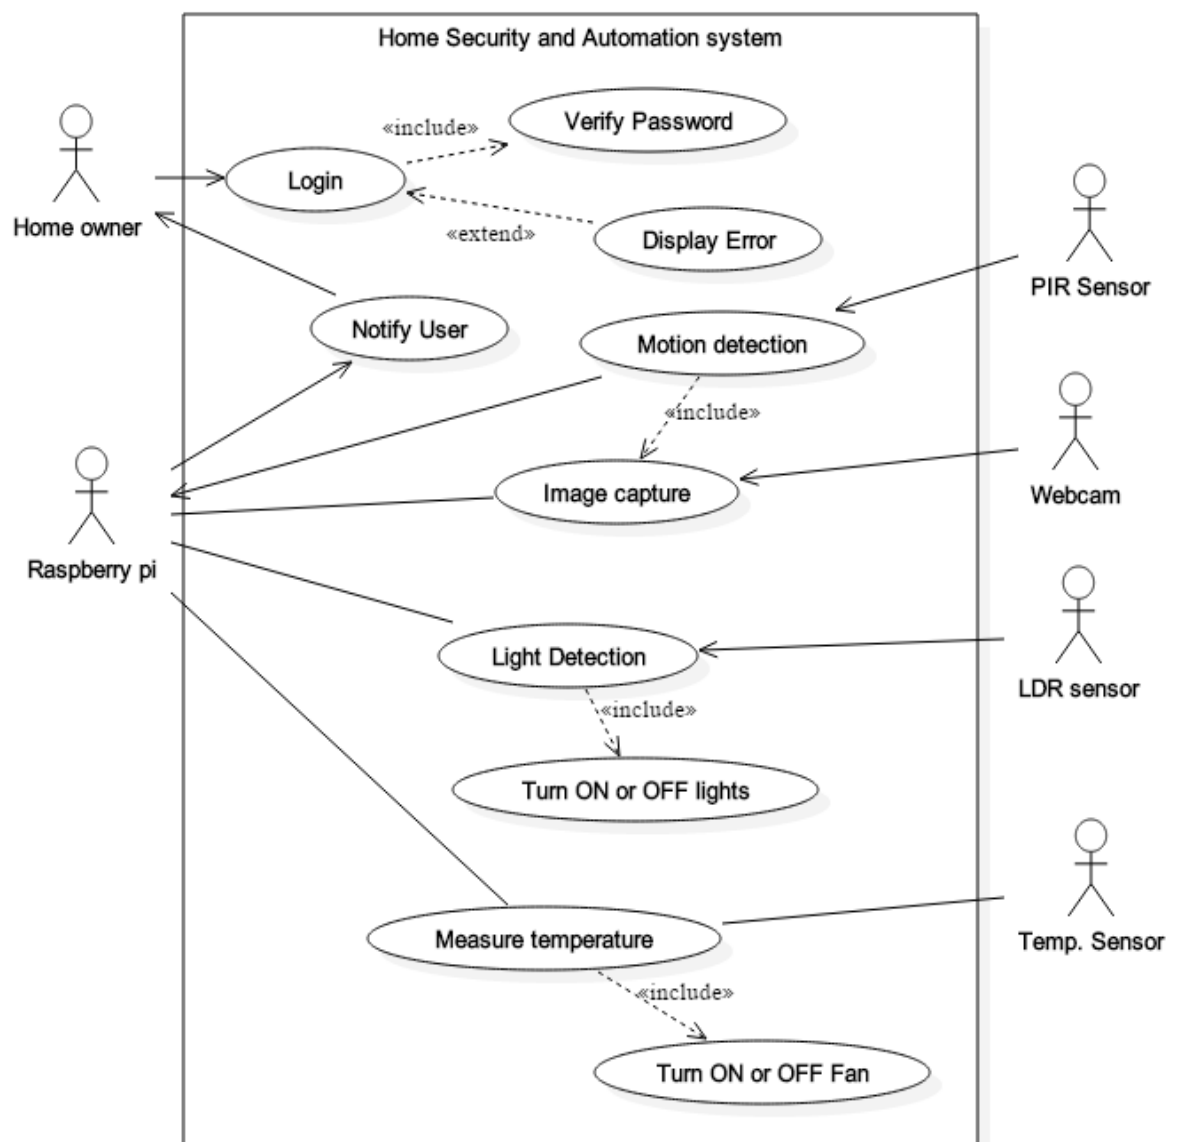 Home Security and Automation system
«include»
Verify Password
Login
Home owner
«extend»
Display Error
PIR Sensor
Notify User
Motion detection
«include»
Image capture
Webcam
Raspberry pi
Light Detection
LDR sensor
«include»
Turn ON or OFF lights
Measure temperature
Temp. Sensor
«include»
Turn ON or OFF Fan